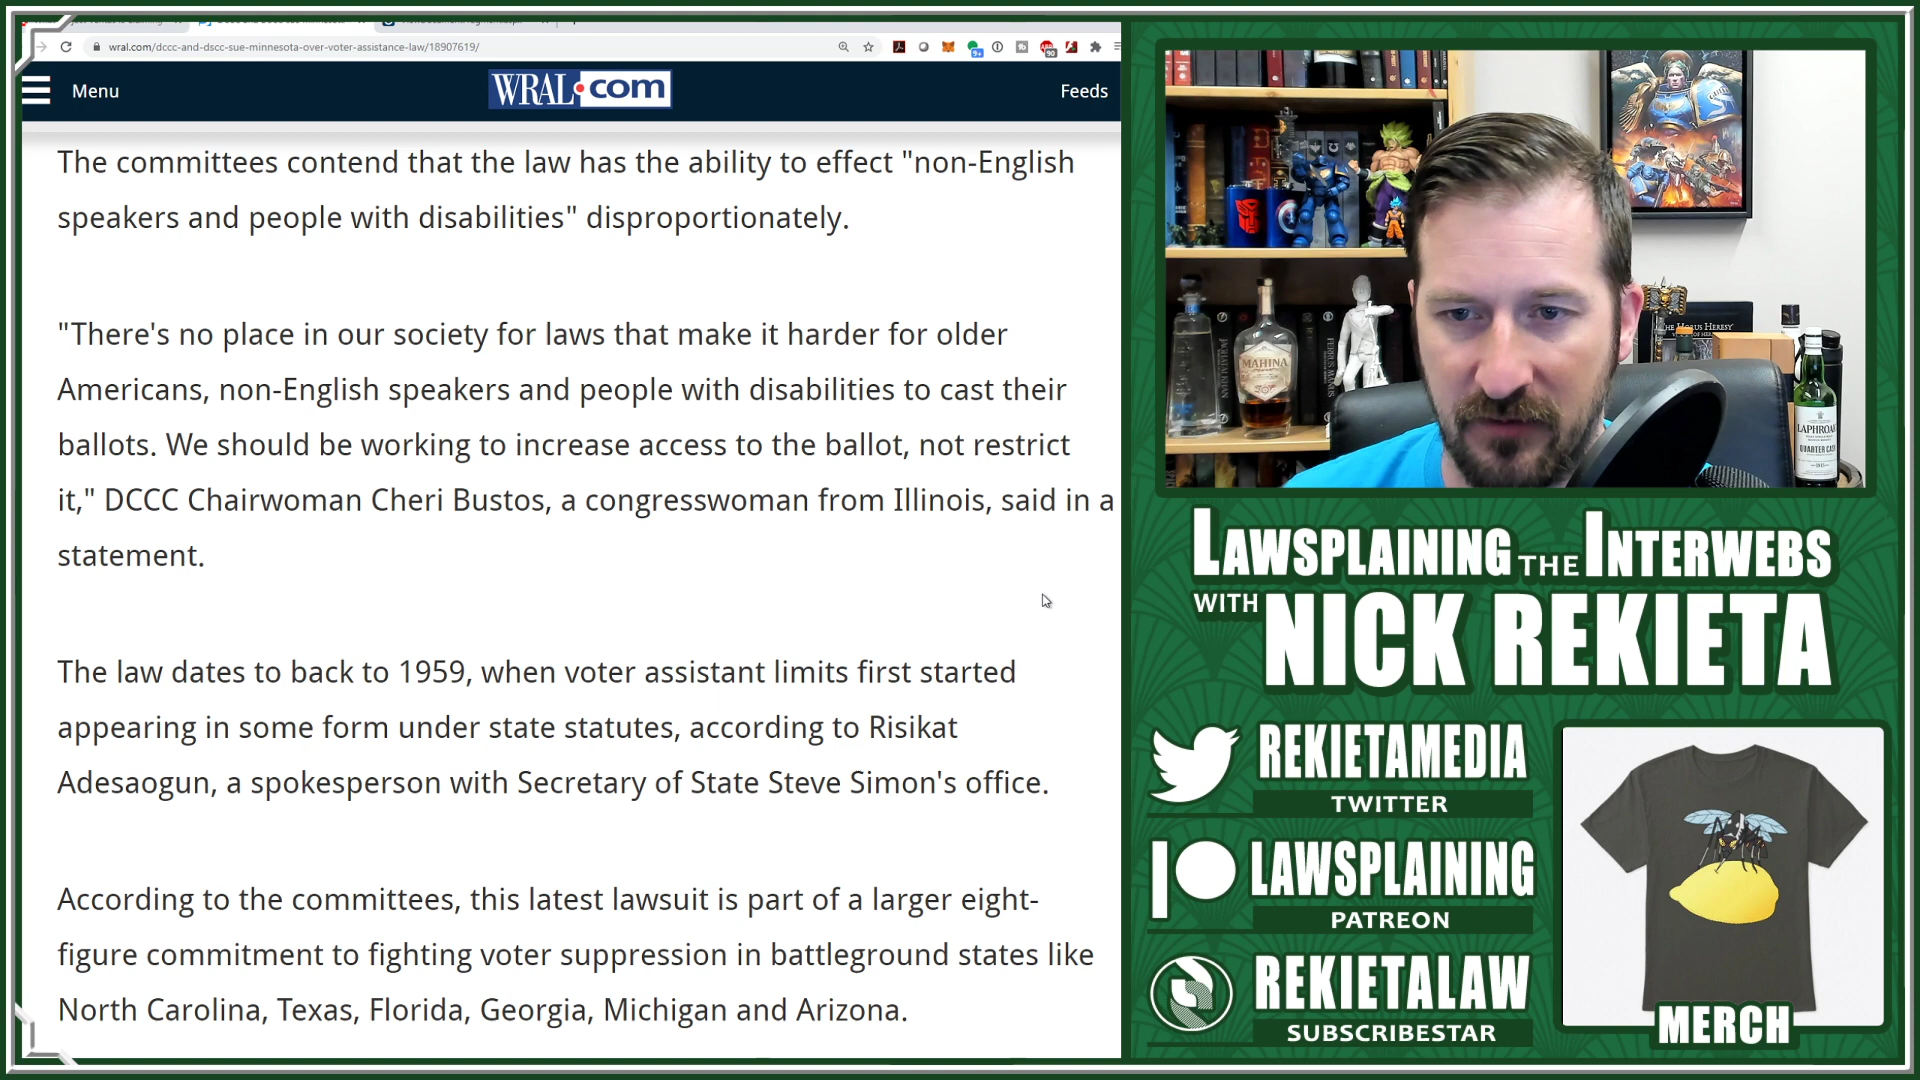 wral.com/dccc-and-dscc-sue-minnesota-over-voter-assistance-law/18907619/
Menu
WRAL.com
Feeds
The committees contend that the law has the ability to effect "non-English
speakers and people with disabilities" disproportionately.
"There's no place in our society for laws that make it harder for older
Americans, non-English speakers and people with disabilities to cast their
ballots. We should be working to increase access to the ballot, not restrict
it," DCCC Chairwoman Cheri Bustos, a congresswoman from Illinois, said in a
statement.
The law dates to back to 1959, when voter assistant limits first started
appearing in some form under state statutes, according to Risikat
Adesaogun, a spokesperson with Secretary of State Steve Simon's office.
According to the committees, this latest lawsuit is part of a larger eight-
figure commitment to fighting voter suppression in battleground states like
North Carolina, Texas, Florida, Georgia, Michigan and Arizona.
MAHINA
THE HORUS HERESY
LAPHROAIG
QUARTER CASK
LAWSPLAINING THE INTERWEBS
WITH NICK REKIETA
REKIETAMEDIA
TWITTER
LAWSPLAINING
PATREON
REKIETALAW
SUBSCRIBESTAR
MERCH